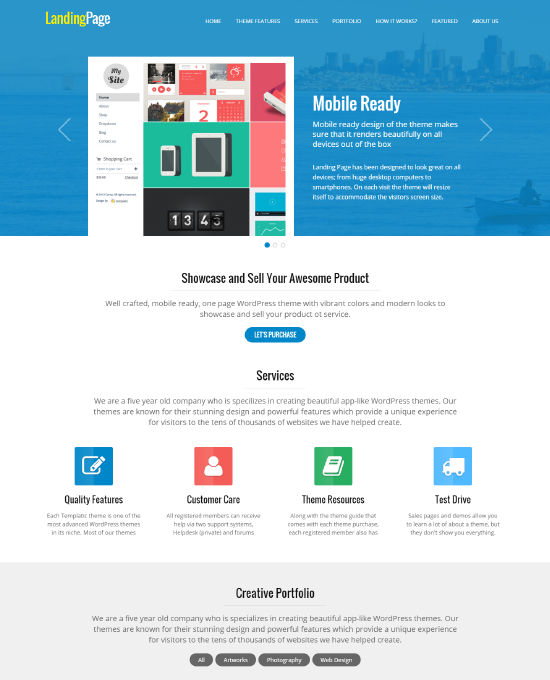 LandingPage
HOME THEME FEATURES SERVICES PORTFOLIO HOW IT WORKS? FEATURED ABOUT US
My
Site
Home
About
Dropdown
Blog
Contact us
Shopping Cart
Checkout
13 45
Mobile Ready
Mobile ready design of the theme makes
sure that it renders beautifully on all
devices out of the box
Landing Page has been designed to look great on all
devices; from huge desktop computers to
smartphones. On each visit the theme will resize
itself to accommodate the visitors screen size.
Showcase and Sell Your Awesome Product
Well crafted, mobile ready, one page WordPress theme with vibrant colors and modern looks to
showcase and sell your product ot service.
LET'S PURCHASE
Services
We are a five year old company who is specilizes in creating beautiful app-like WordPress themes. Our
themes are known for their stunning design and powerful features which provide a unique experience
for visitors to the tens of thousands of websites we have helped create.
Quality Features
Each Templatic theme is one of the
most advanced WordPress themes
in its niche. Most of our themes
Customer Care
All registered members can receive
help via two support systems,
Helpdesk (private) and forums
Theme Resources
Along with the theme guide that
comes with each theme purchase,
each registered member also has
Test Drive
Sales pages and demos allow you
to learn a lot of about a theme, but
they don't show you everything.
Creative Portfolio
We are a five year old company who is specializes in creating beautiful app-like WordPress themes. Our
themes are known for their stunning design and powerful features which provide a unique experience
for visitors to the tens of thousands of websites we have helped create.
All Artworks Photography Web Design